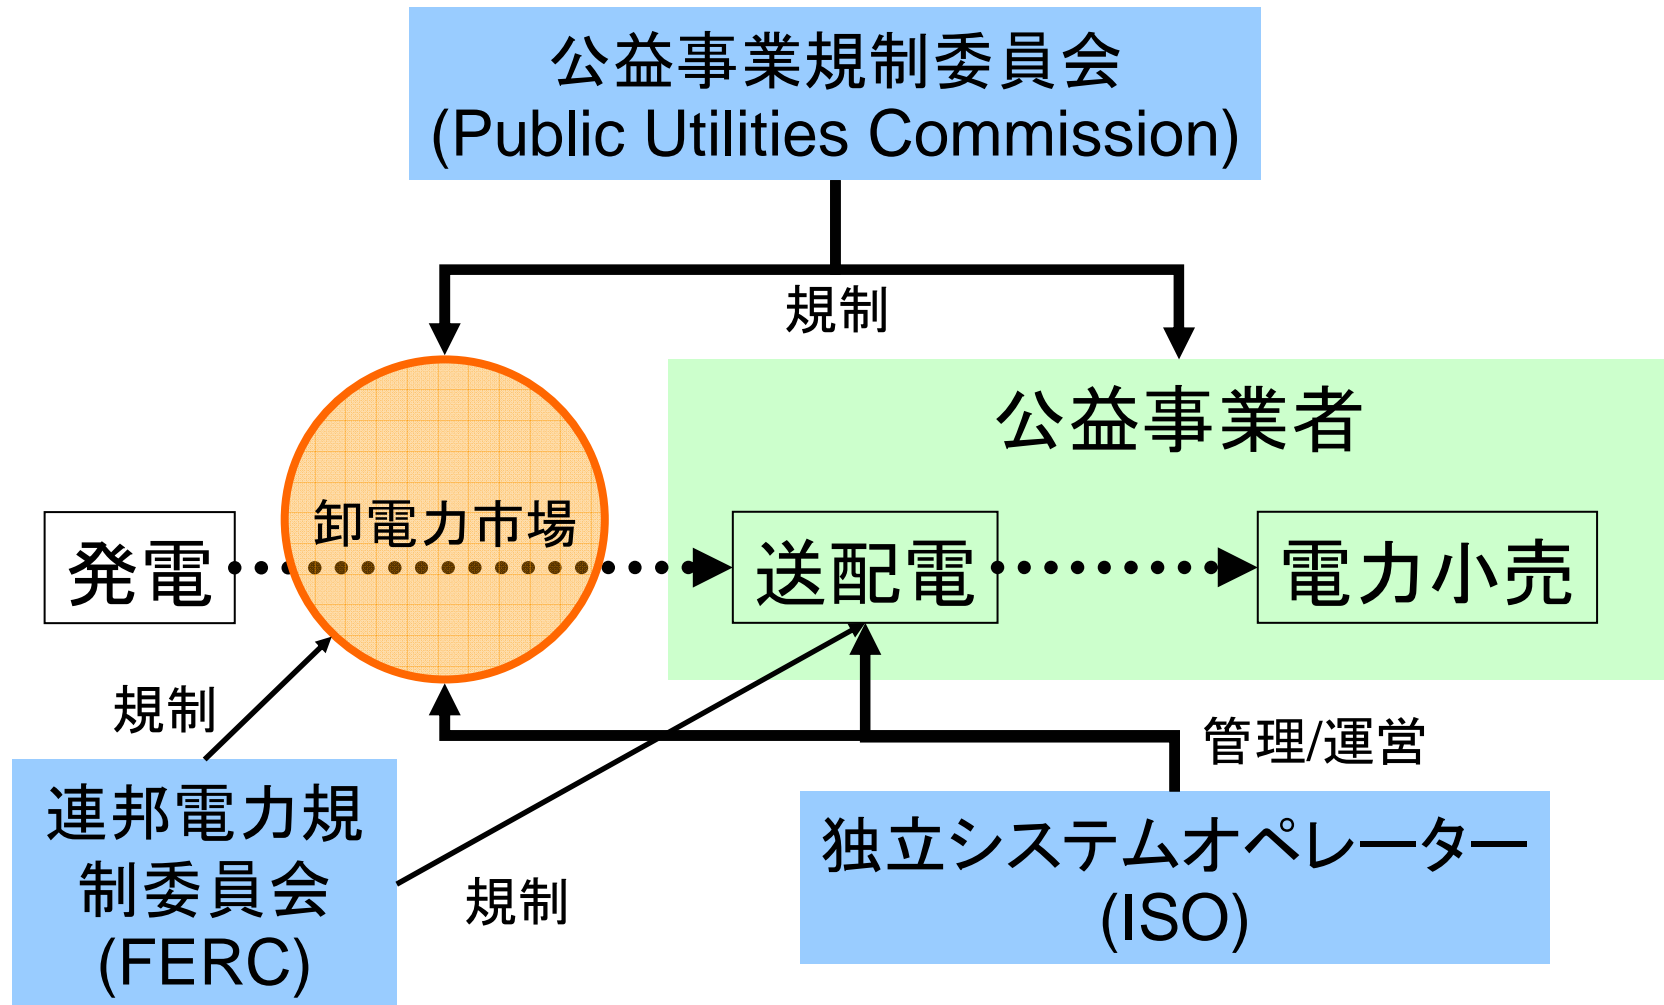 公益事業規制委員会
(Public Utilities Commission)
規制
公益事業者
卸電力市場
発電
送配電
電力小売
規制
管理/運営
連邦電力規
制委員会
(FERC)
規制
独立システムオペレーター
(ISO)